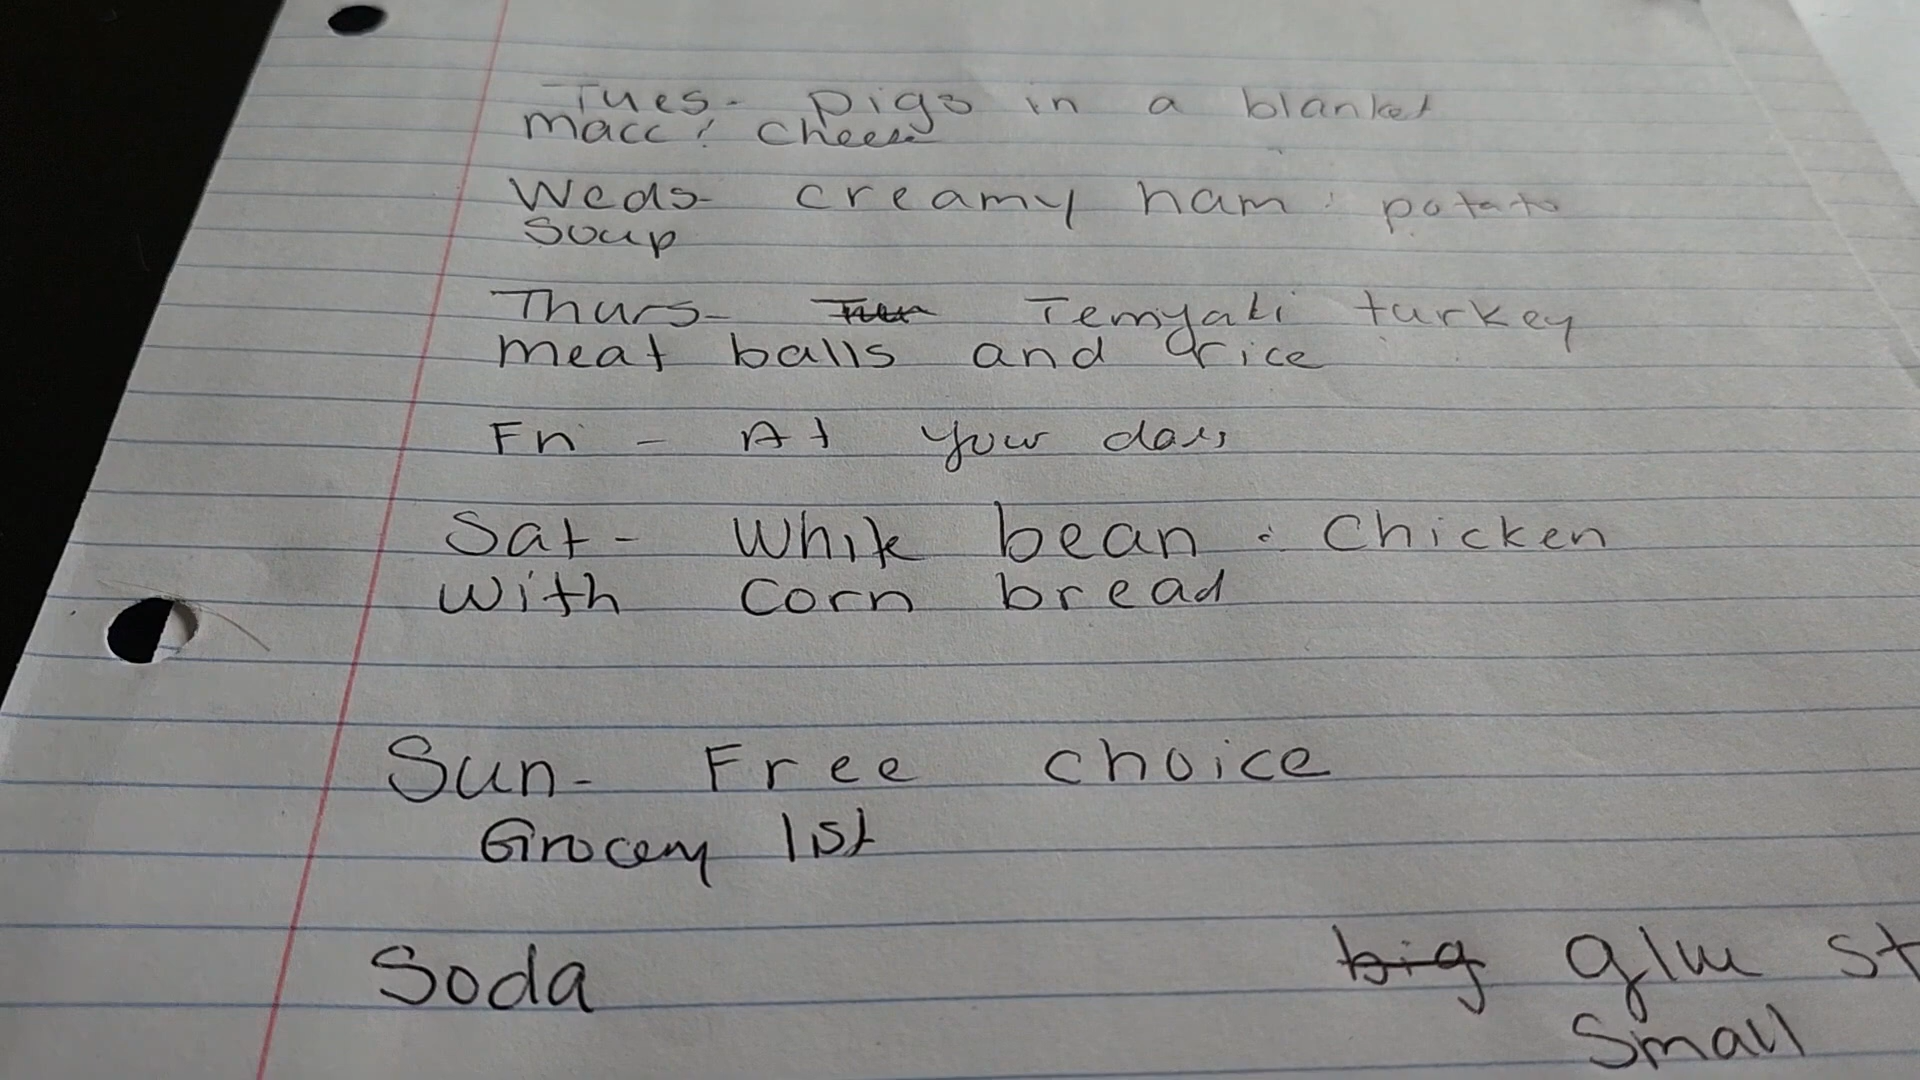 Tues- pigs in a blanket
macc & cheese
Weds- creamy ham & potato
Soup
Thurs- Teriyaki turkey
meat balls and rice
Fri - At your dads
Sat- White bean & Chicken
with corn bread
Sun- Free choice
Grocery list
Soda
big glue st
Small